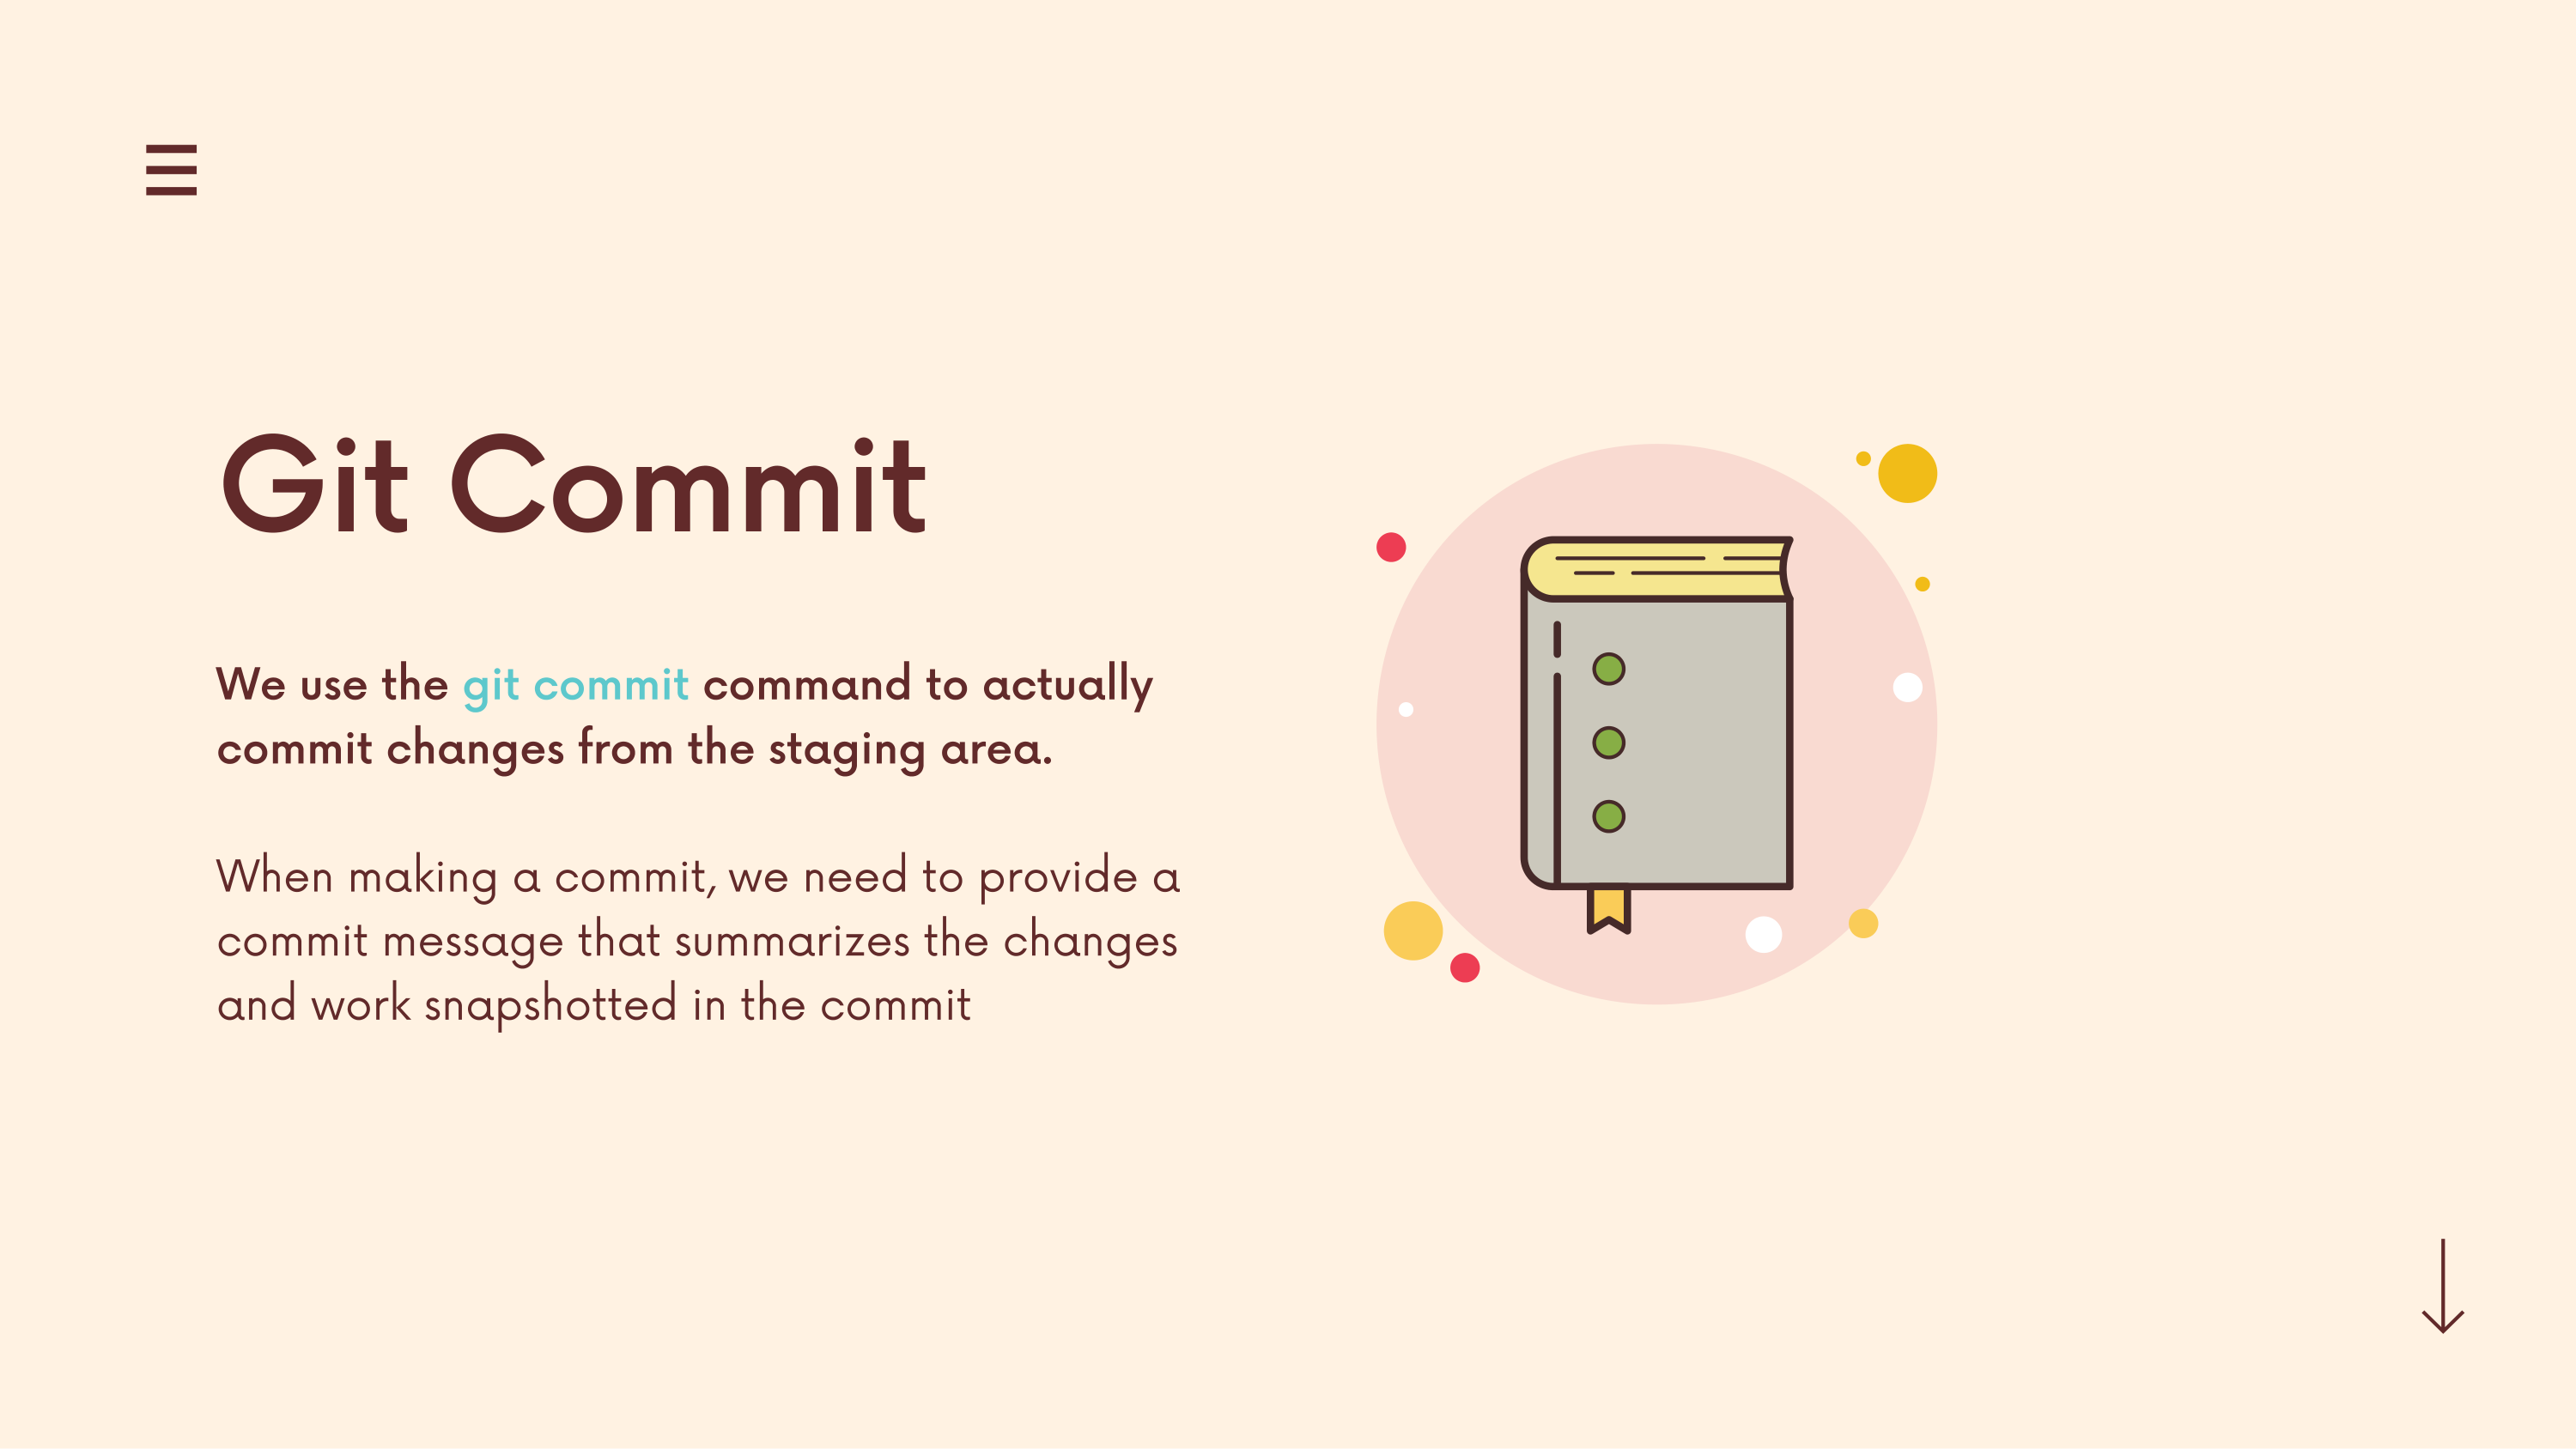 Git Commit
We use the git commit command to actually
commit changes from the staging area.
When making a commit, we need to provide a
commit message that summarizes the changes
and work snapshotted in the commit